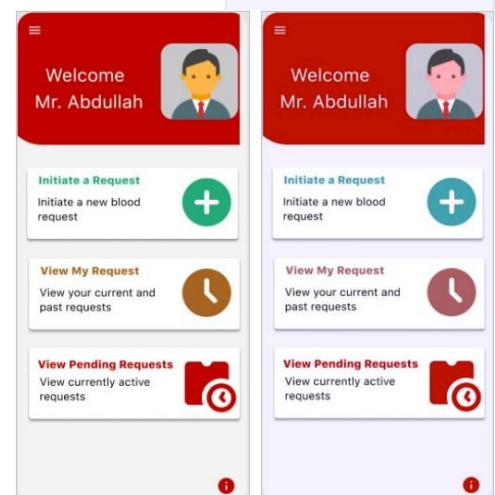 Welcome
Mr. Abdullah
Initiate a Request
Initiate a new blood
request
View My Request
View your current and
past requests
View Pending Requests
View currently active
requests
Welcome
Mr. Abdullah
Initiate a Request
Initiate a new blood
request
View My Request
View your current and
past requests
View Pending Requests
View currently active
requests